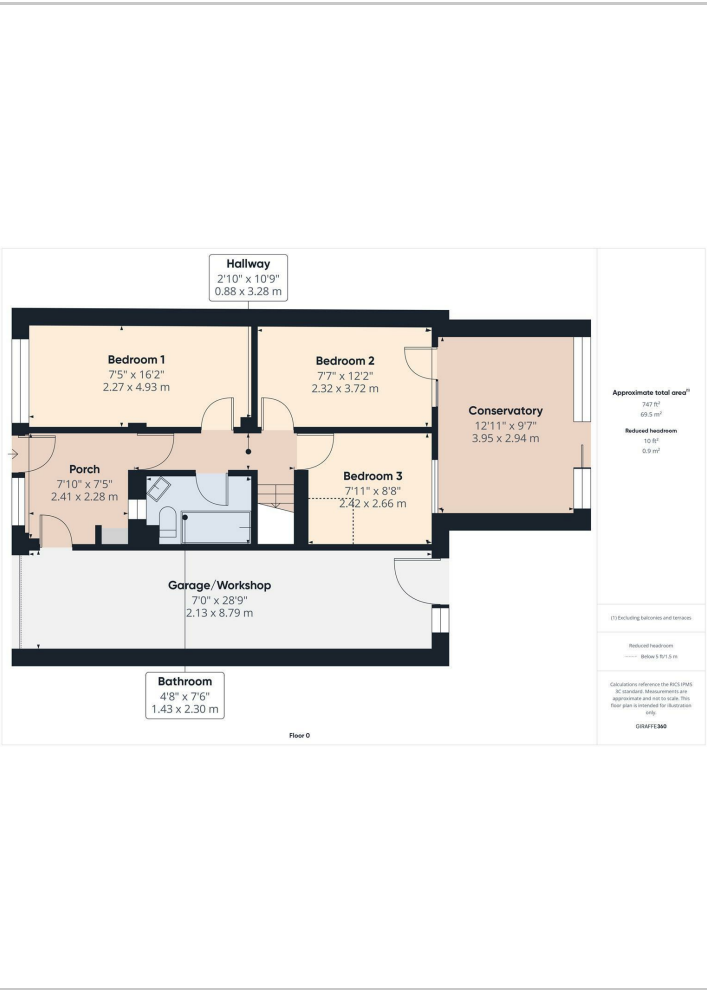 Hallway
2'10" x 10'9"
0.88 x 3.28 m
Bedroom 1
7'5" x 16'2"
2.27 x 4.93 m
Bedroom 2
7'7" x 12'2"
2.32 x 3.72 m
Conservatory
12'11" x 9'7"
3.95 x 2.94 m
Porch
7'10" x 7'5"
2.41 x 2.28 m
Bedroom 3
7'11" x 8'8"
2.42 x 2.66 m
Garage/Workshop
7'0" x 28'9"
2.13 x 8.79 m
Bathroom
4'8" x 7'6"
1.43 x 2.30 m
Floor 0
Approximate total area⁽¹⁾
747 ft²
69.5 m²
Reduced headroom
10 ft²
0.9 m²
(1) Excluding balconies and terraces
Reduced headroom
Below 5 ft/1.5 m
Calculations reference the RICS IPMS
3C standard. Measurements are
approximate and not to scale. This
floor plan is intended for illustration
only.
GIRAFFE360